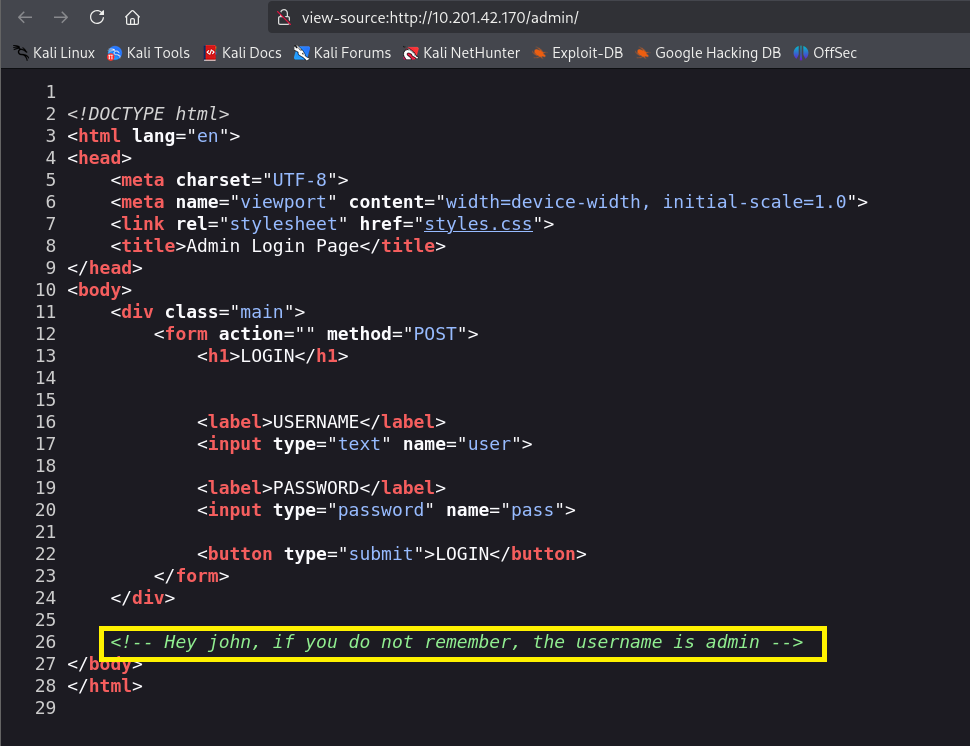 view-source:http://10.201.42.170/admin/
Kali Linux Kali Tools Kali Docs Kali Forums Kali NetHunter Exploit-DB Google Hacking DB OffSec
1
2 <!DOCTYPE html>
3 <html lang="en">
4 <head>
5     <meta charset="UTF-8">
6     <meta name="viewport" content="width=device-width, initial-scale=1.0">
7     <link rel="stylesheet" href="styles.css">
8     <title>Admin Login Page</title>
9 </head>
10 <body>
11     <div class="main">
12         <form action="" method="POST">
13             <h1>LOGIN</h1>
14
15
16             <label>USERNAME</label>
17             <input type="text" name="user">
18
19             <label>PASSWORD</label>
20             <input type="password" name="pass">
21
22             <button type="submit">LOGIN</button>
23         </form>
24     </div>
25
26     <!-- Hey john, if you do not remember, the username is admin -->
27 </body>
28 </html>
29